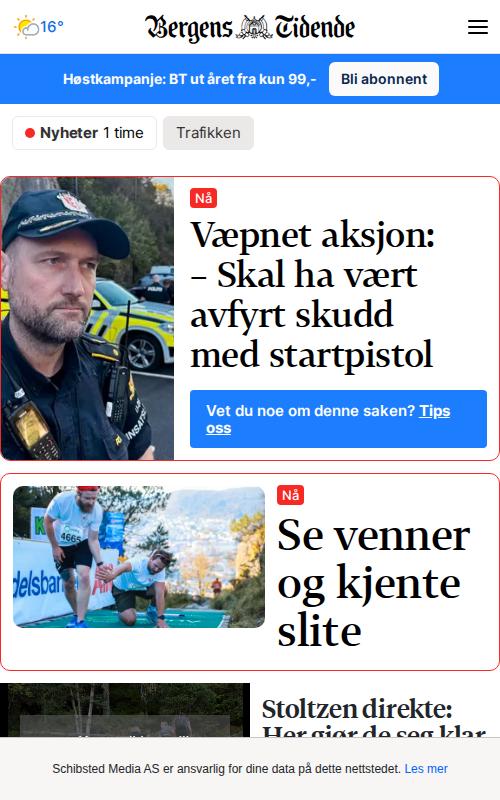 16°
Bergens Tidende
Høstkampanje: BT ut året fra kun 99,-
Bli abonnent
Nyheter 1 time
Trafikken
Nå
Væpnet aksjon:
– Skal ha vært
avfyrt skudd
med startpistol
Vet du noe om denne saken? Tips
oss
Nå
4665
Se venner
og kjente
slite
Stoltzen direkte:
Her gjør de seg klar
Schibsted Media AS er ansvarlig for dine data på dette nettstedet. Les mer